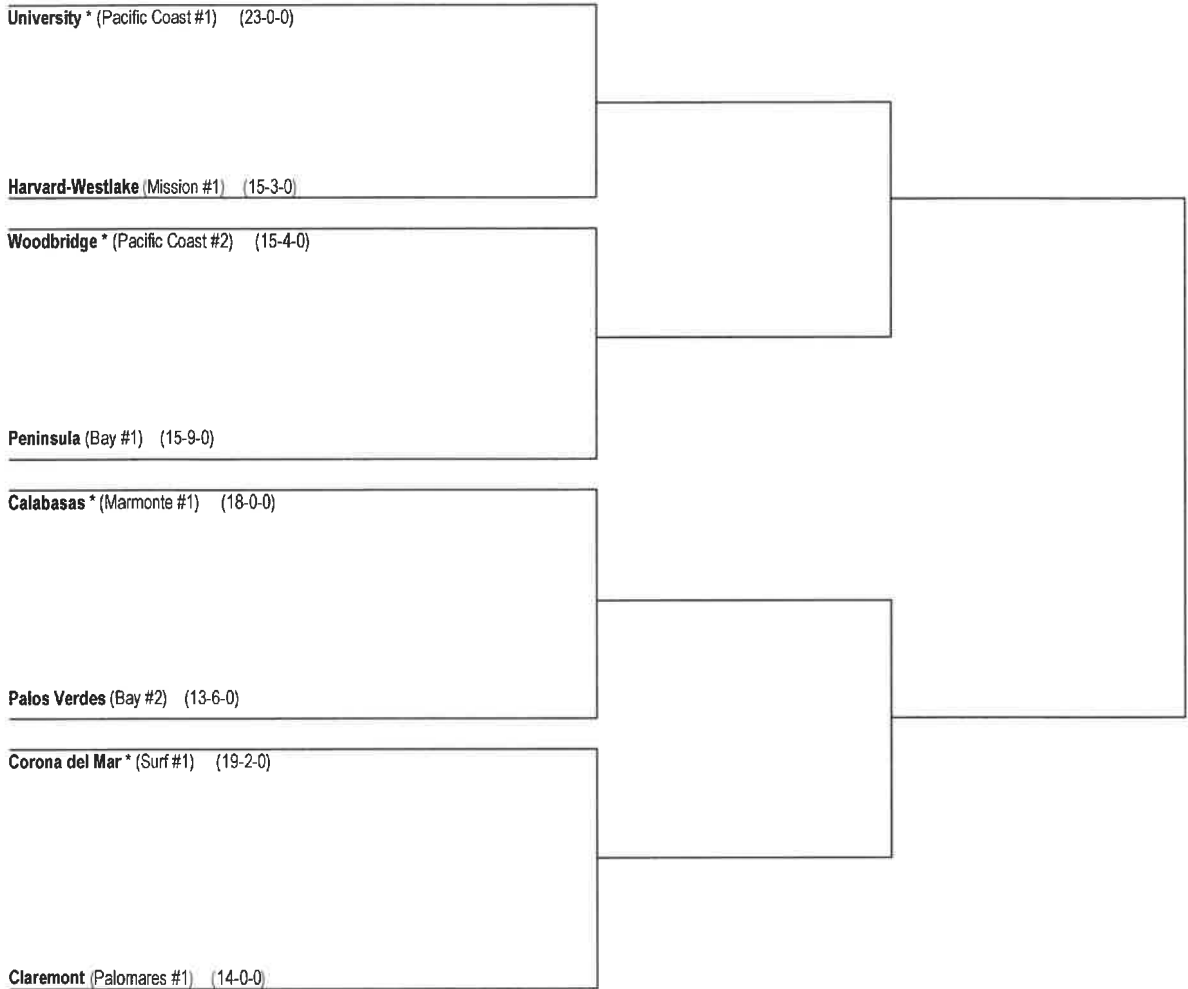 University * (Pacific Coast #1) (23-0-0)
Harvard-Westlake (Mission #1) (15-3-0)
Woodbridge * (Pacific Coast #2) (15-4-0)
Peninsula (Bay #1) (15-9-0)
Calabasas * (Marmonte #1) (18-0-0)
Palos Verdes (Bay #2) (13-6-0)
Corona del Mar * (Surf #1) (19-2-0)
Claremont (Palomares #1) (14-0-0)